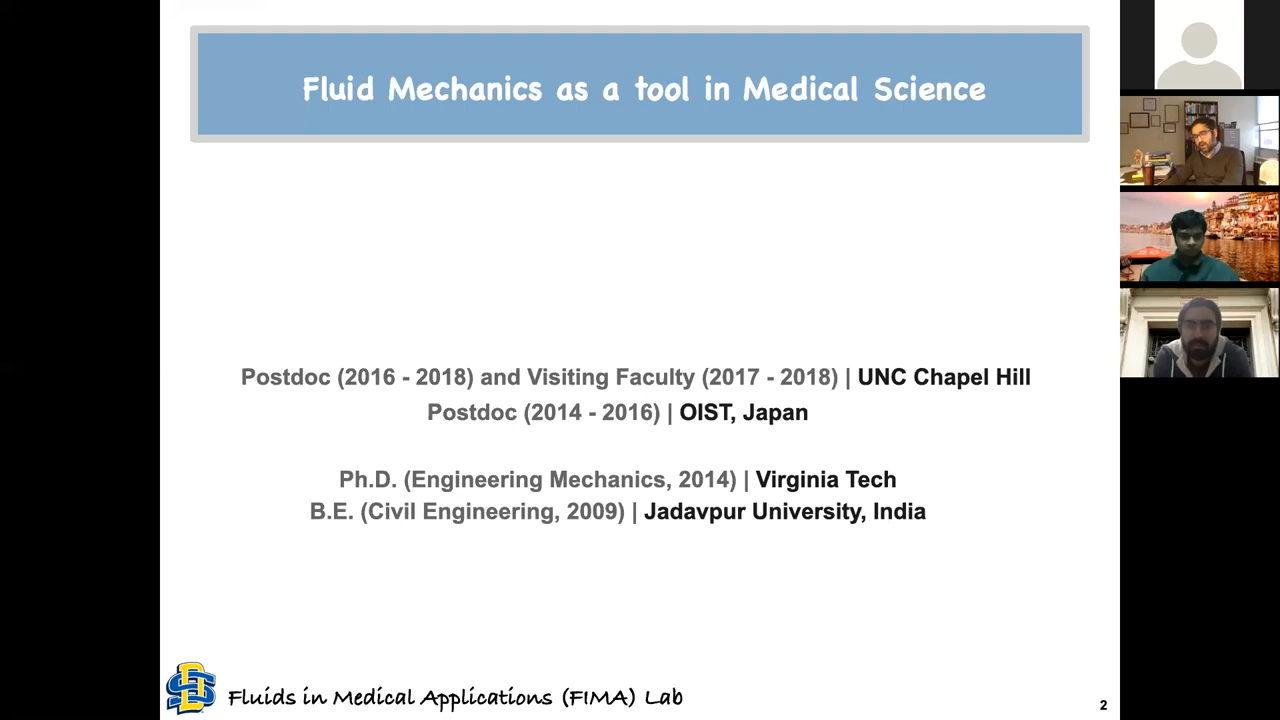 Fluid Mechanics as a tool in Medical Science
Postdoc (2016 - 2018) and Visiting Faculty (2017 - 2018) | UNC Chapel Hill
Postdoc (2014 - 2016) | OIST, Japan
Ph.D. (Engineering Mechanics, 2014) | Virginia Tech
B.E. (Civil Engineering, 2009) | Jadavpur University, India
Fluids in Medical Applications (FIMA) Lab
2